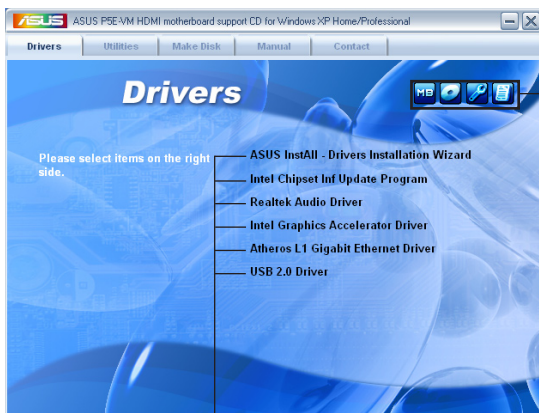 ASUS ASUS P5E-VM HDMI motherboard support CD for Windows XP Home/Professional
Drivers Utilities Make Disk Manual Contact
Drivers
MB
Please select items on the right
side.
ASUS InstAll - Drivers Installation Wizard
Intel Chipset Inf Update Program
Realtek Audio Driver
Intel Graphics Accelerator Driver
Atheros L1 Gigabit Ethernet Driver
USB 2.0 Driver